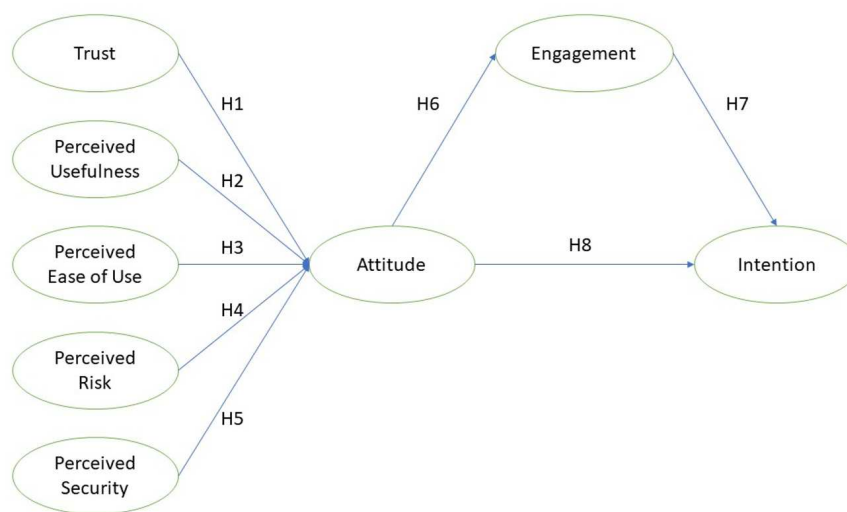 Trust
Engagement
H1
H6
H7
Perceived
Usefulness
H2
Perceived
Ease of Use
H3
Attitude
H8
Intention
H4
Perceived
Risk
H5
Perceived
Security